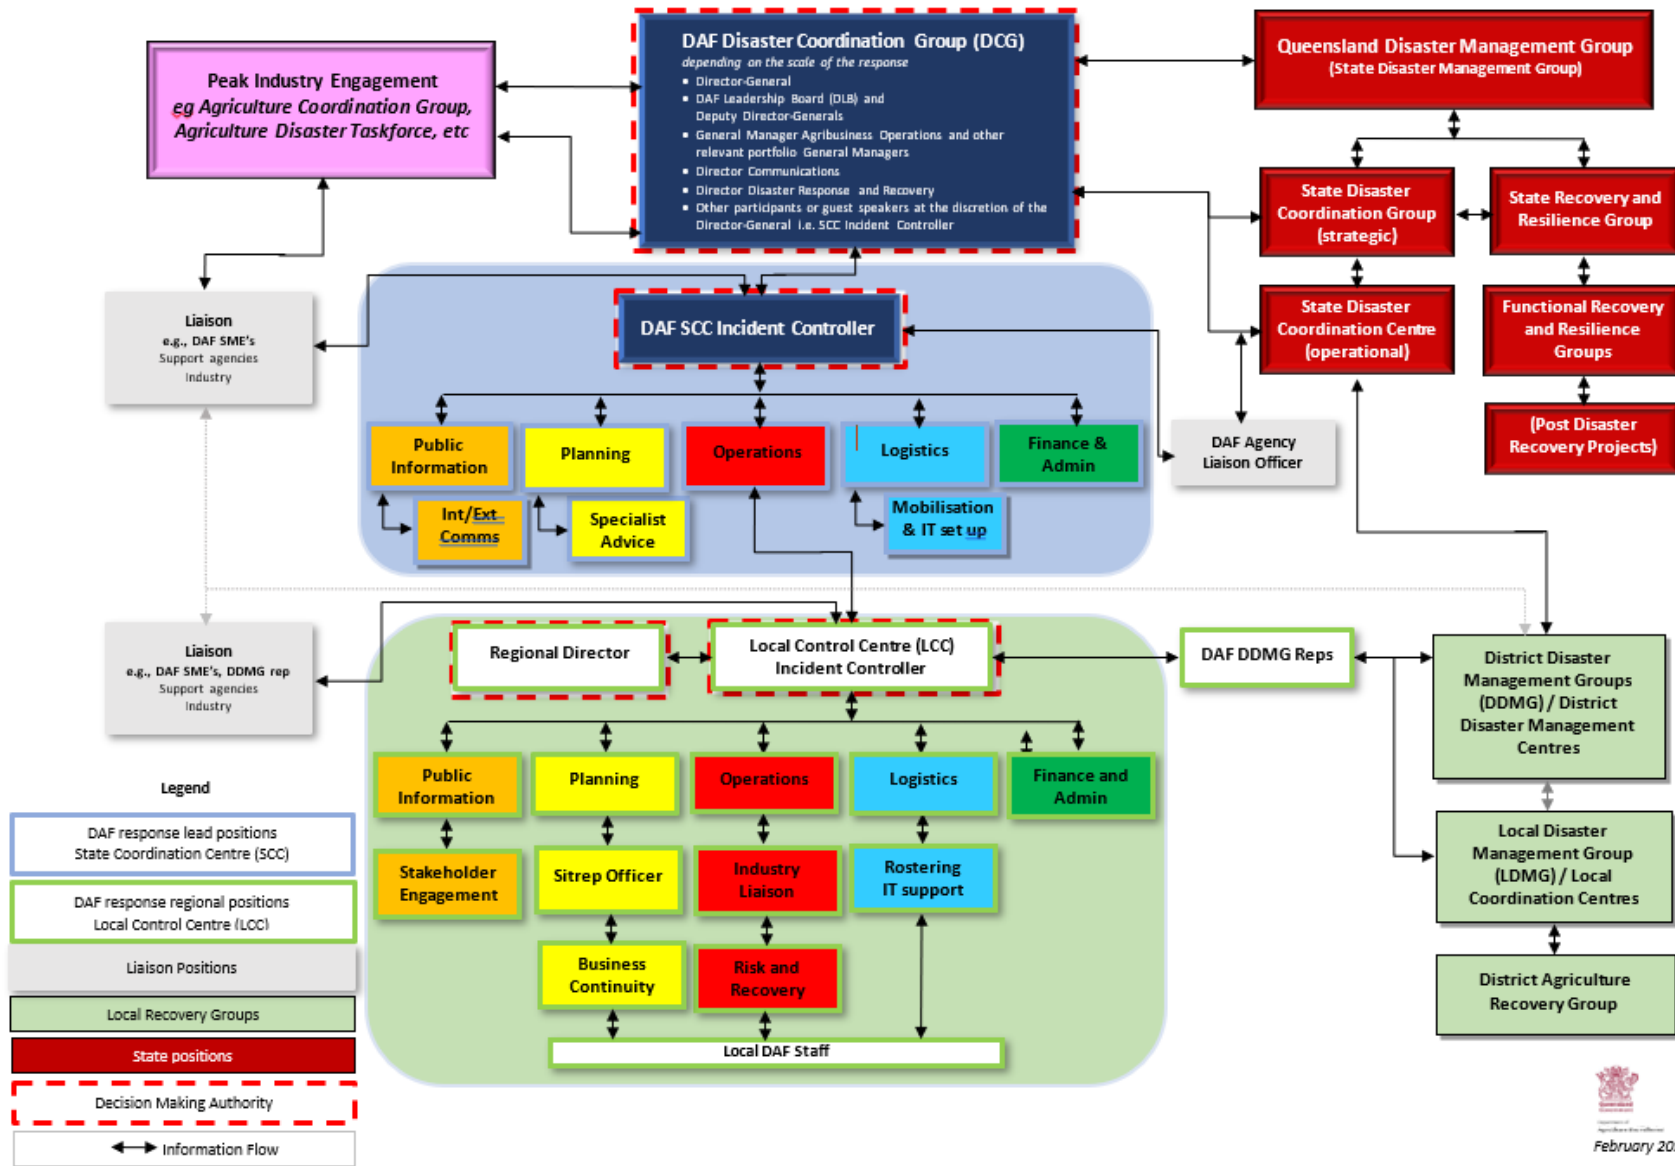 DAF Disaster Coordination Group (DCG)
depending on the scale of the response
▪ Director-General
▪ DAF Leadership Board (DLB) and
Deputy Director-Generals
▪ General Manager Agribusiness Operations and other
relevant portfolio General Managers
▪ Director Communications
▪ Director Disaster Response and Recovery
▪ Other participants or guest speakers at the discretion of the
Director-General i.e. SCC Incident Controller
Peak Industry Engagement
eg Agriculture Coordination Group,
Agriculture Disaster Taskforce, etc
Queensland Disaster Management Group
(State Disaster Management Group)
State Disaster
Coordination Group
(strategic)
State Recovery and
Resilience Group
State Disaster
Coordination Centre
(operational)
Functional Recovery
and Resilience
Groups
(Post Disaster
Recovery Projects)
Liaison
e.g., DAF SME's
Support agencies
Industry
DAF SCC Incident Controller
Public
Information
Planning
Operations
Logistics
Finance &
Admin
DAF Agency
Liaison Officer
Int/Ext
Comms
Specialist
Advice
Mobilisation
& IT set up
Liaison
e.g., DAF SME's, DDMG rep
Support agencies
Industry
Regional Director
Local Control Centre (LCC)
Incident Controller
DAF DDMG Reps
District Disaster
Management Groups
(DDMG) / District
Disaster Management
Centres
Public
Information
Planning
Operations
Logistics
Finance and
Admin
Stakeholder
Engagement
Sitrep Officer
Industry
Liaison
Rostering
IT support
Local Disaster
Management Group
(LDMG) / Local
Coordination Centres
Business
Continuity
Risk and
Recovery
District Agriculture
Recovery Group
Local DAF Staff
Legend
DAF response lead positions
State Coordination Centre (SCC)
DAF response regional positions
Local Control Centre (LCC)
Liaison Positions
Local Recovery Groups
State positions
Decision Making Authority
Information Flow
Queensland
Government
Department of
February 20